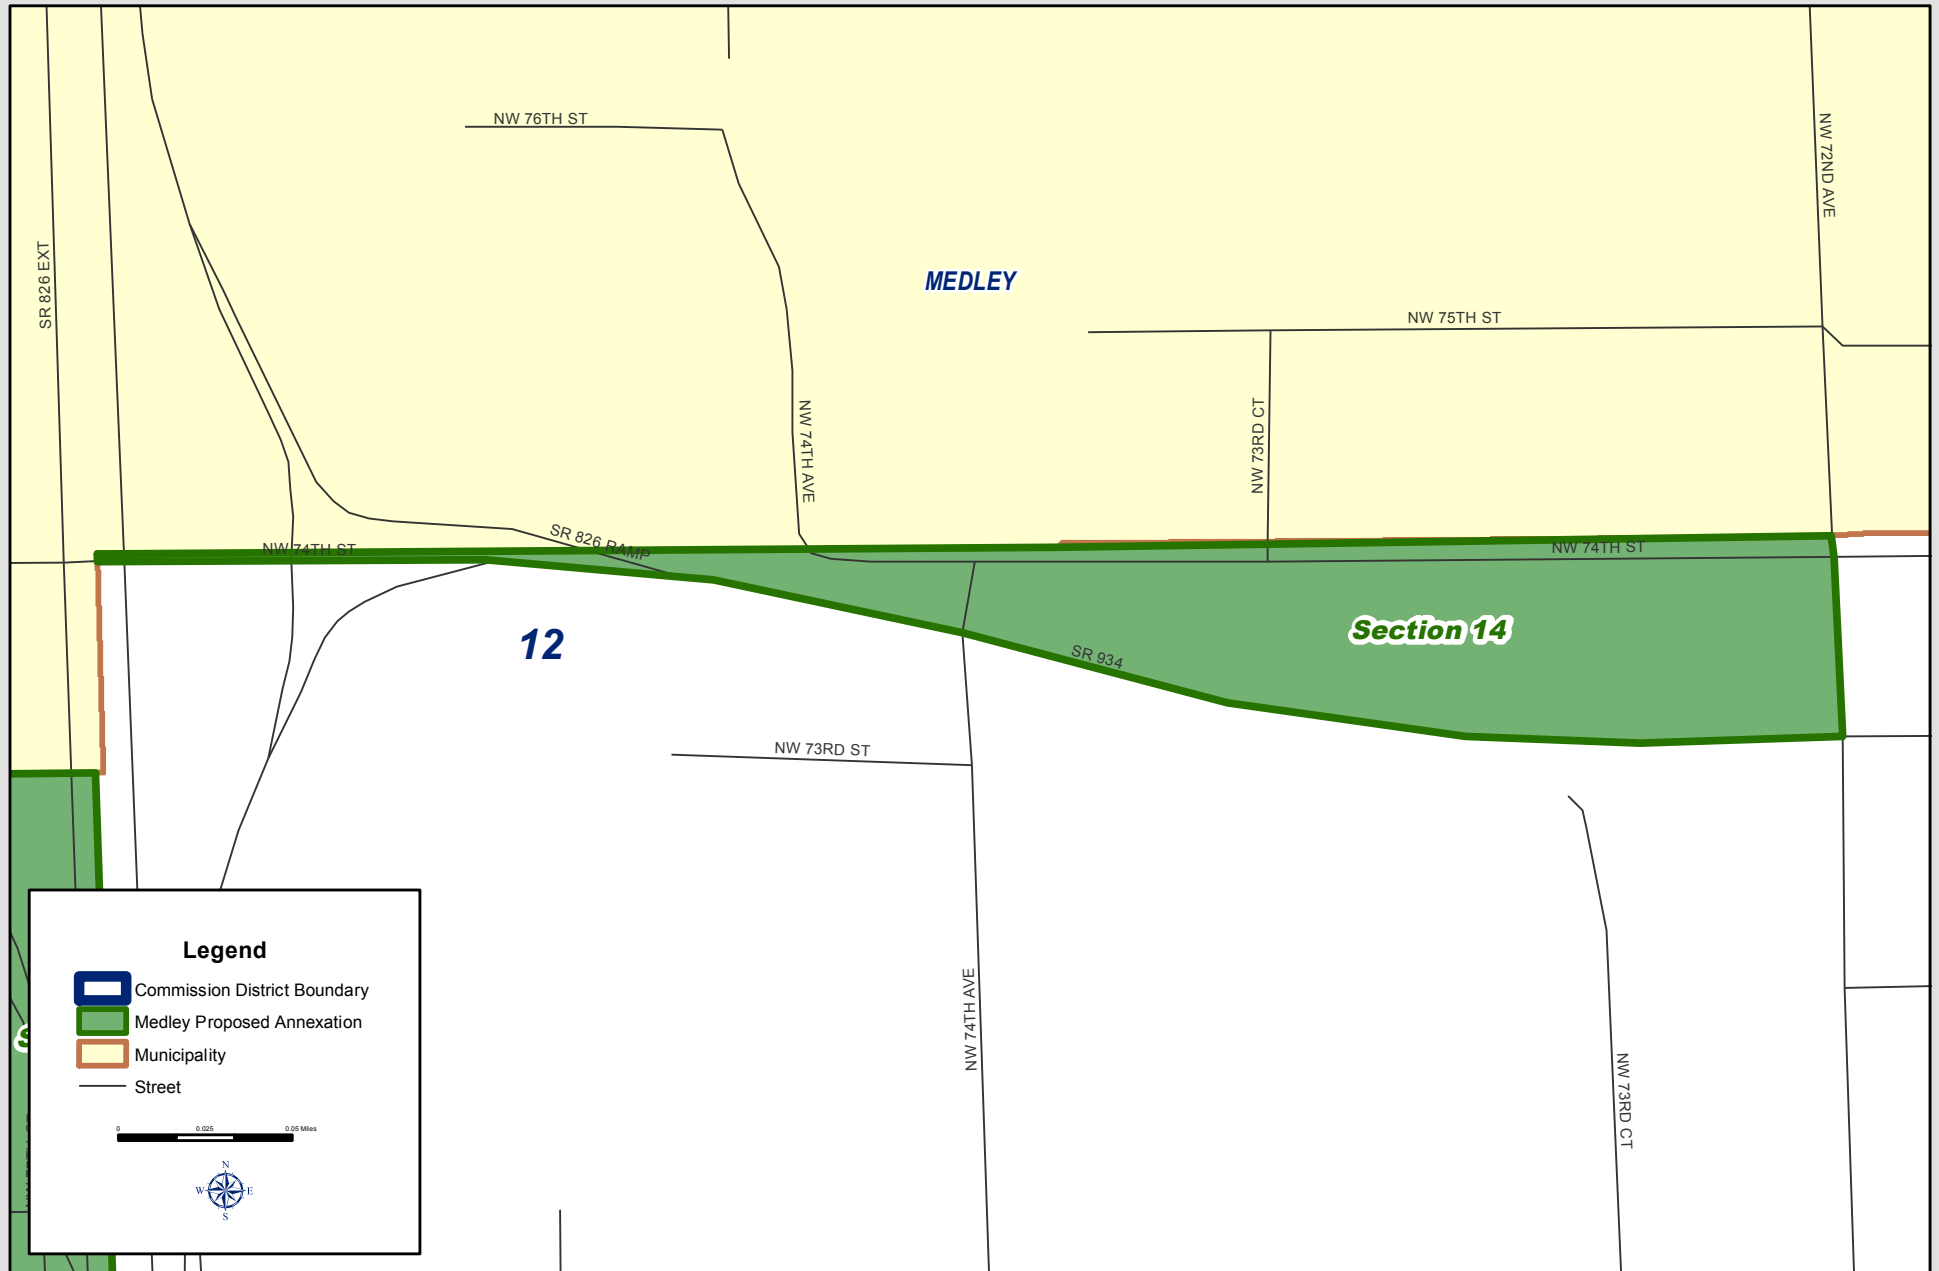 NW 76TH ST
NW 72ND AVE
SR 826 EXT
MEDLEY
NW 75TH ST
NW 74TH AVE
NW 73RD CT
SR 826 RAMP
NW 74TH ST
NW 74TH ST
12
Section 14
SR 934
NW 73RD ST
NW 74TH AVE
NW 73RD CT
S
Legend
Commission District Boundary
Medley Proposed Annexation
Municipality
Street
0 0.025 0.05 Miles
N
W E
S